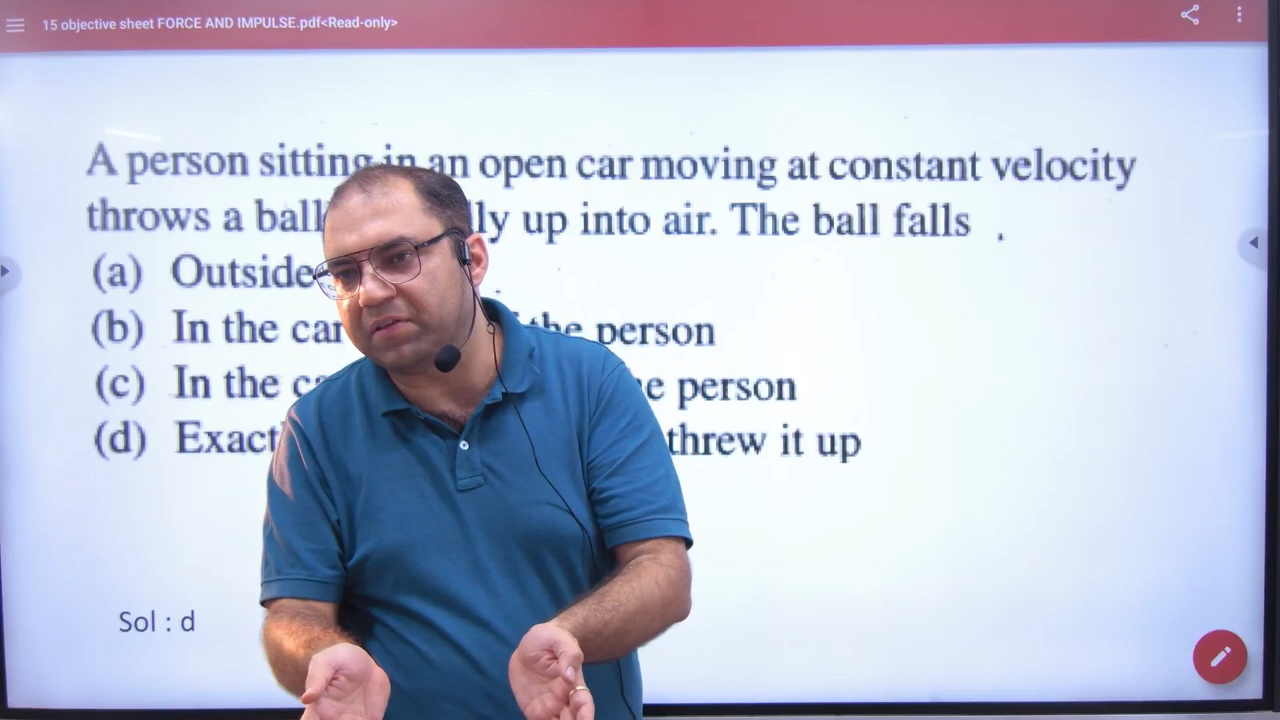 15 objective sheet FORCE AND IMPULSE.pdf<Read-only>
A person sitting in an open car moving at constant velocity
throws a ball up into air. The ball falls
(a) Outside
(b) In the car the person
(c) In the person
(d) threw it up
Sol : d